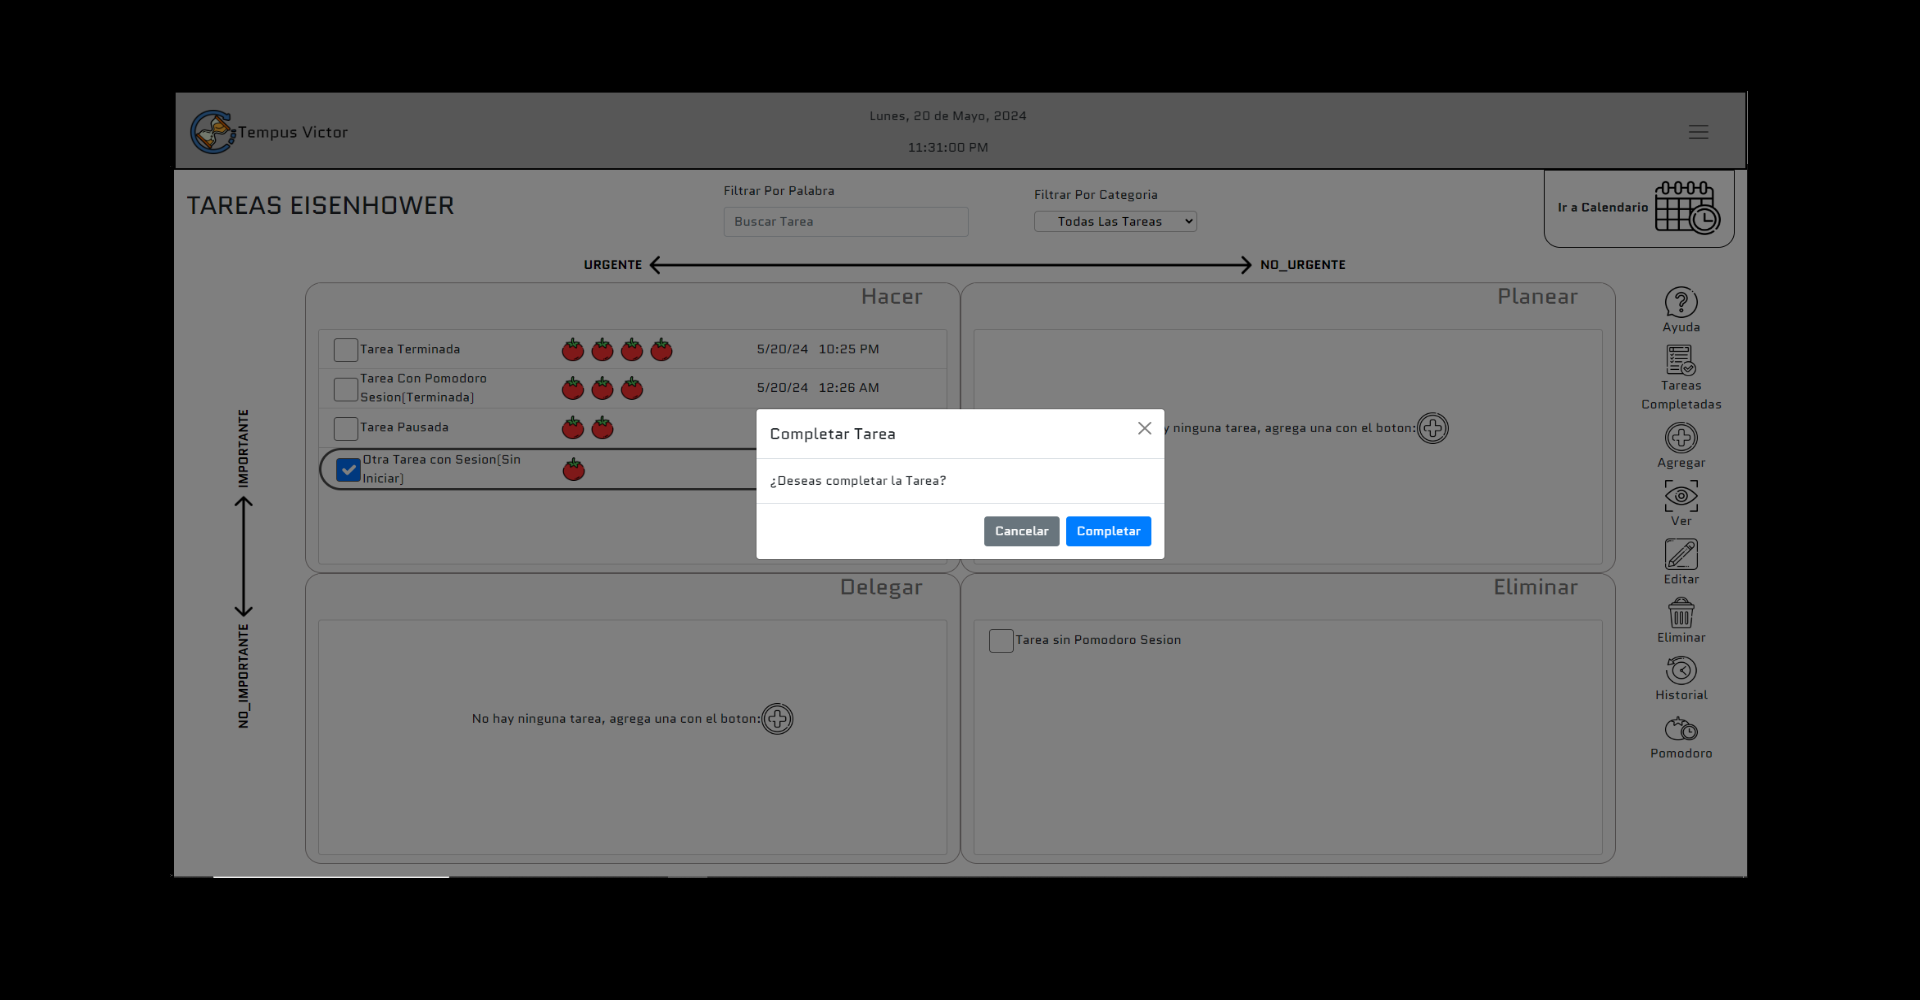 Tempus Victor
Lunes, 20 de Mayo, 2024
11:31:00 PM
TAREAS EISENHOWER
Filtrar Por Palabra
Buscar Tarea
Filtrar Por Categoria
Todas Las Tareas
Ir a Calendario
URGENTE
NO_URGENTE
IMPORTANTE
NO_IMPORTANTE
Hacer
Tarea Terminada
5/20/24 10:25 PM
Tarea Con Pomodoro
Sesion(Terminada)
5/20/24 12:26 AM
Tarea Pausada
Otra Tarea con Sesion(Sin
Iniciar)
Planear
y ninguna tarea, agrega una con el boton:
Completar Tarea
¿Deseas completar la Tarea?
Cancelar
Completar
Delegar
No hay ninguna tarea, agrega una con el boton:
Eliminar
Tarea sin Pomodoro Sesion
Ayuda
Tareas
Completadas
Agregar
Ver
Editar
Eliminar
Historial
Pomodoro